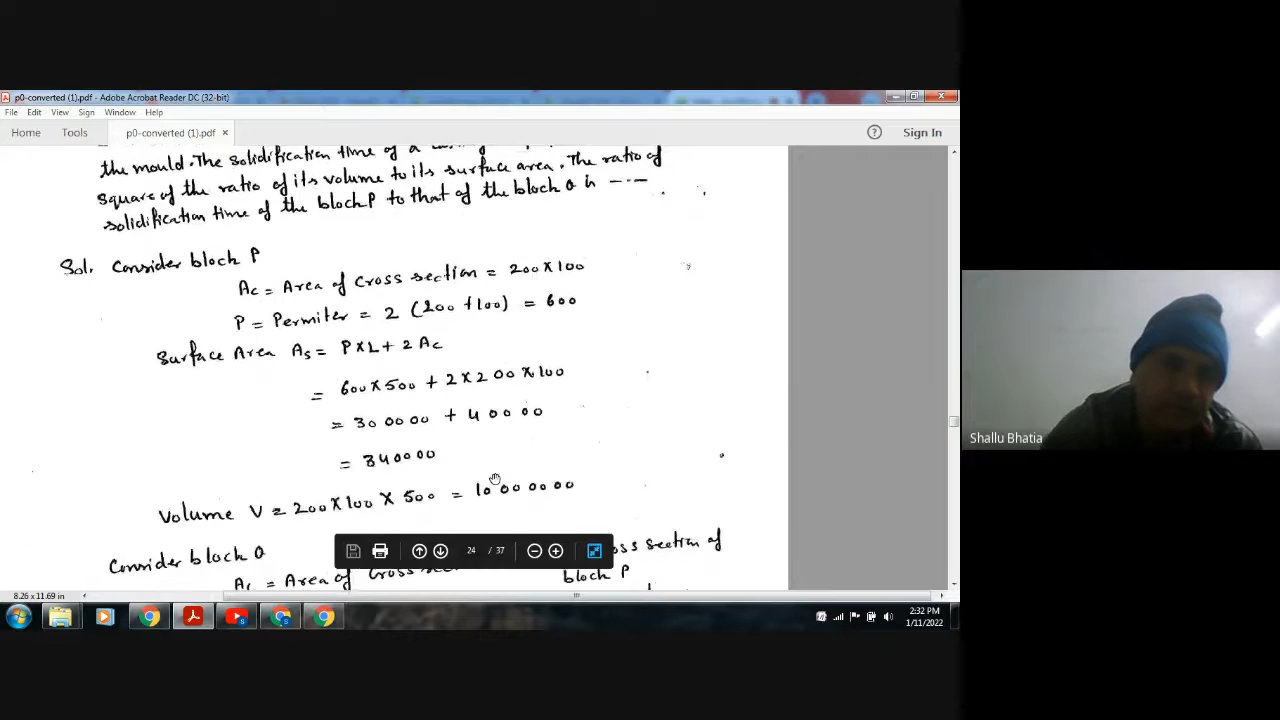 p0-converted (1).pdf - Adobe Acrobat Reader DC (32-bit)
File Edit View Sign Window Help
Home Tools p0-converted (1).pdf × ? Sign In
the mould. The solidification time of a
square of the ratio of its volume to its surface area. The ratio of
solidification time of the block P to that of the block Q is ----
Sol. Consider block P
Ac = Area of Cross section = 200 X 100
P = Permiter = 2 (200 + 100) = 600
Surface Area As = P X L + 2 Ac
= 600 X 500 + 2 X 200 X 100
= 300000 + 40000
= 340000
Volume V = 200 X 100 X 500 = 10000000
Consider block Q
Ac = Area of Cross
section of
block P
24 / 37
8.26 x 11.69 in
2:32 PM
1/11/2022
Shallu Bhatia